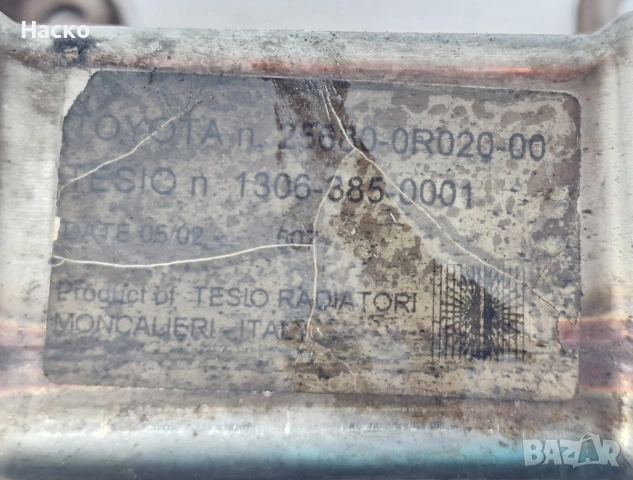 Наско
TOYOTA n. 25680-0R020-00
TESIO n 1306-385-0001
DATE 05/02
Product of TESIO RADIATORI
MONCALIERI - ITALY
BAZAR